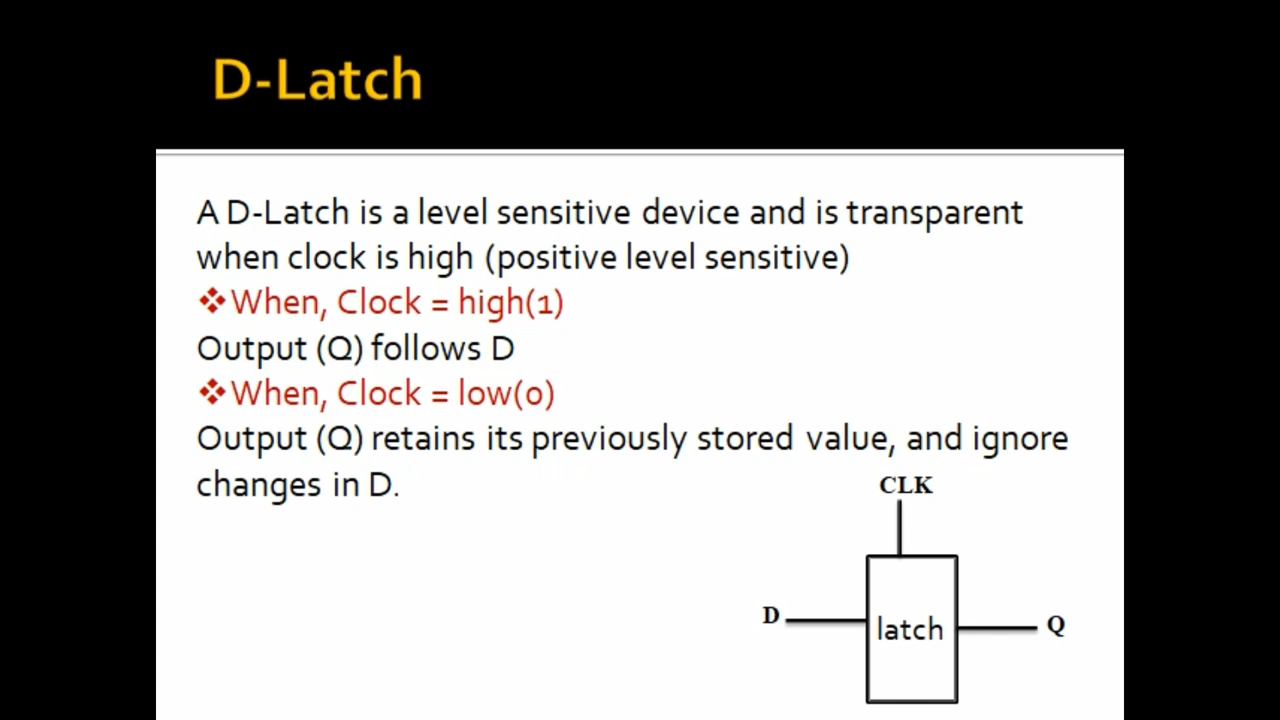 D-Latch
A D-Latch is a level sensitive device and is transparent
when clock is high (positive level sensitive)
❖When, Clock = high(1)
Output (Q) follows D
❖When, Clock = low(0)
Output (Q) retains its previously stored value, and ignore
changes in D.
CLK
D
latch
Q